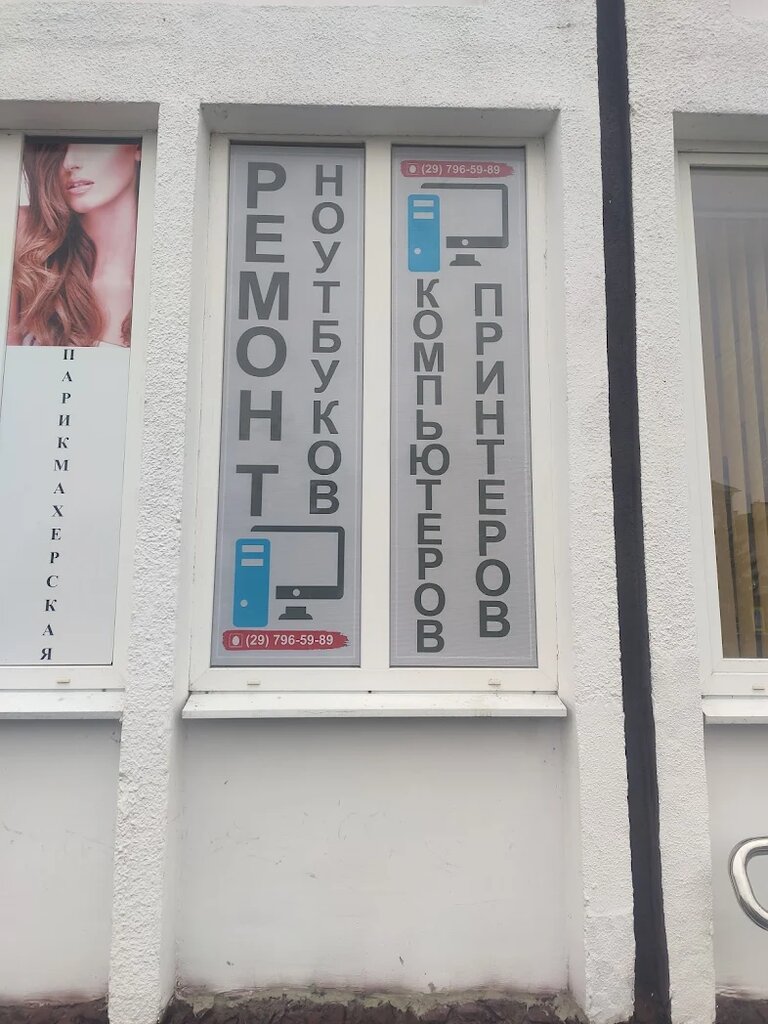 ПАРИКМАХЕРСКАЯ
РЕМОНТ
НОУТБУКОВ
(29) 796-59-89
(29) 796-59-89
КОМПЬЮТЕРОВ
ПРИНТЕРОВ